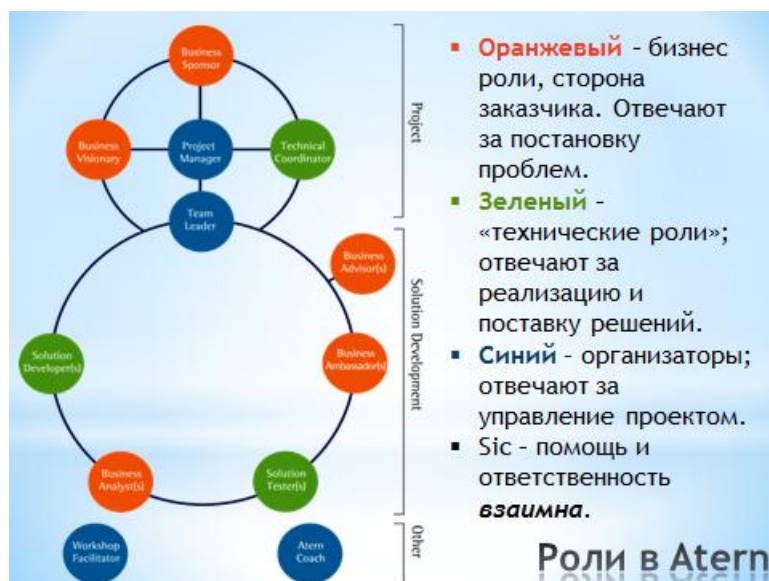 Business
Sponsor
Business
Visionary
Project
Manager
Technical
Coordinator
Team
Leader
Project
Business
Advisor(s)
Solution
Developer(s)
Business
Ambassador(s)
Solution Development
Business
Analyst(s)
Solution
Tester(s)
Workshop
Facilitator
Atern
Coach
Other
▪ Оранжевый – бизнес
роли, сторона
заказчика. Отвечают
за постановку
проблем.
▪ Зеленый –
«технические роли»;
отвечают за
реализацию и
поставку решений.
▪ Синий – организаторы;
отвечают за
управление проектом.
▪ Sic – помощь и
ответственность
взаимна.
Роли в Atern